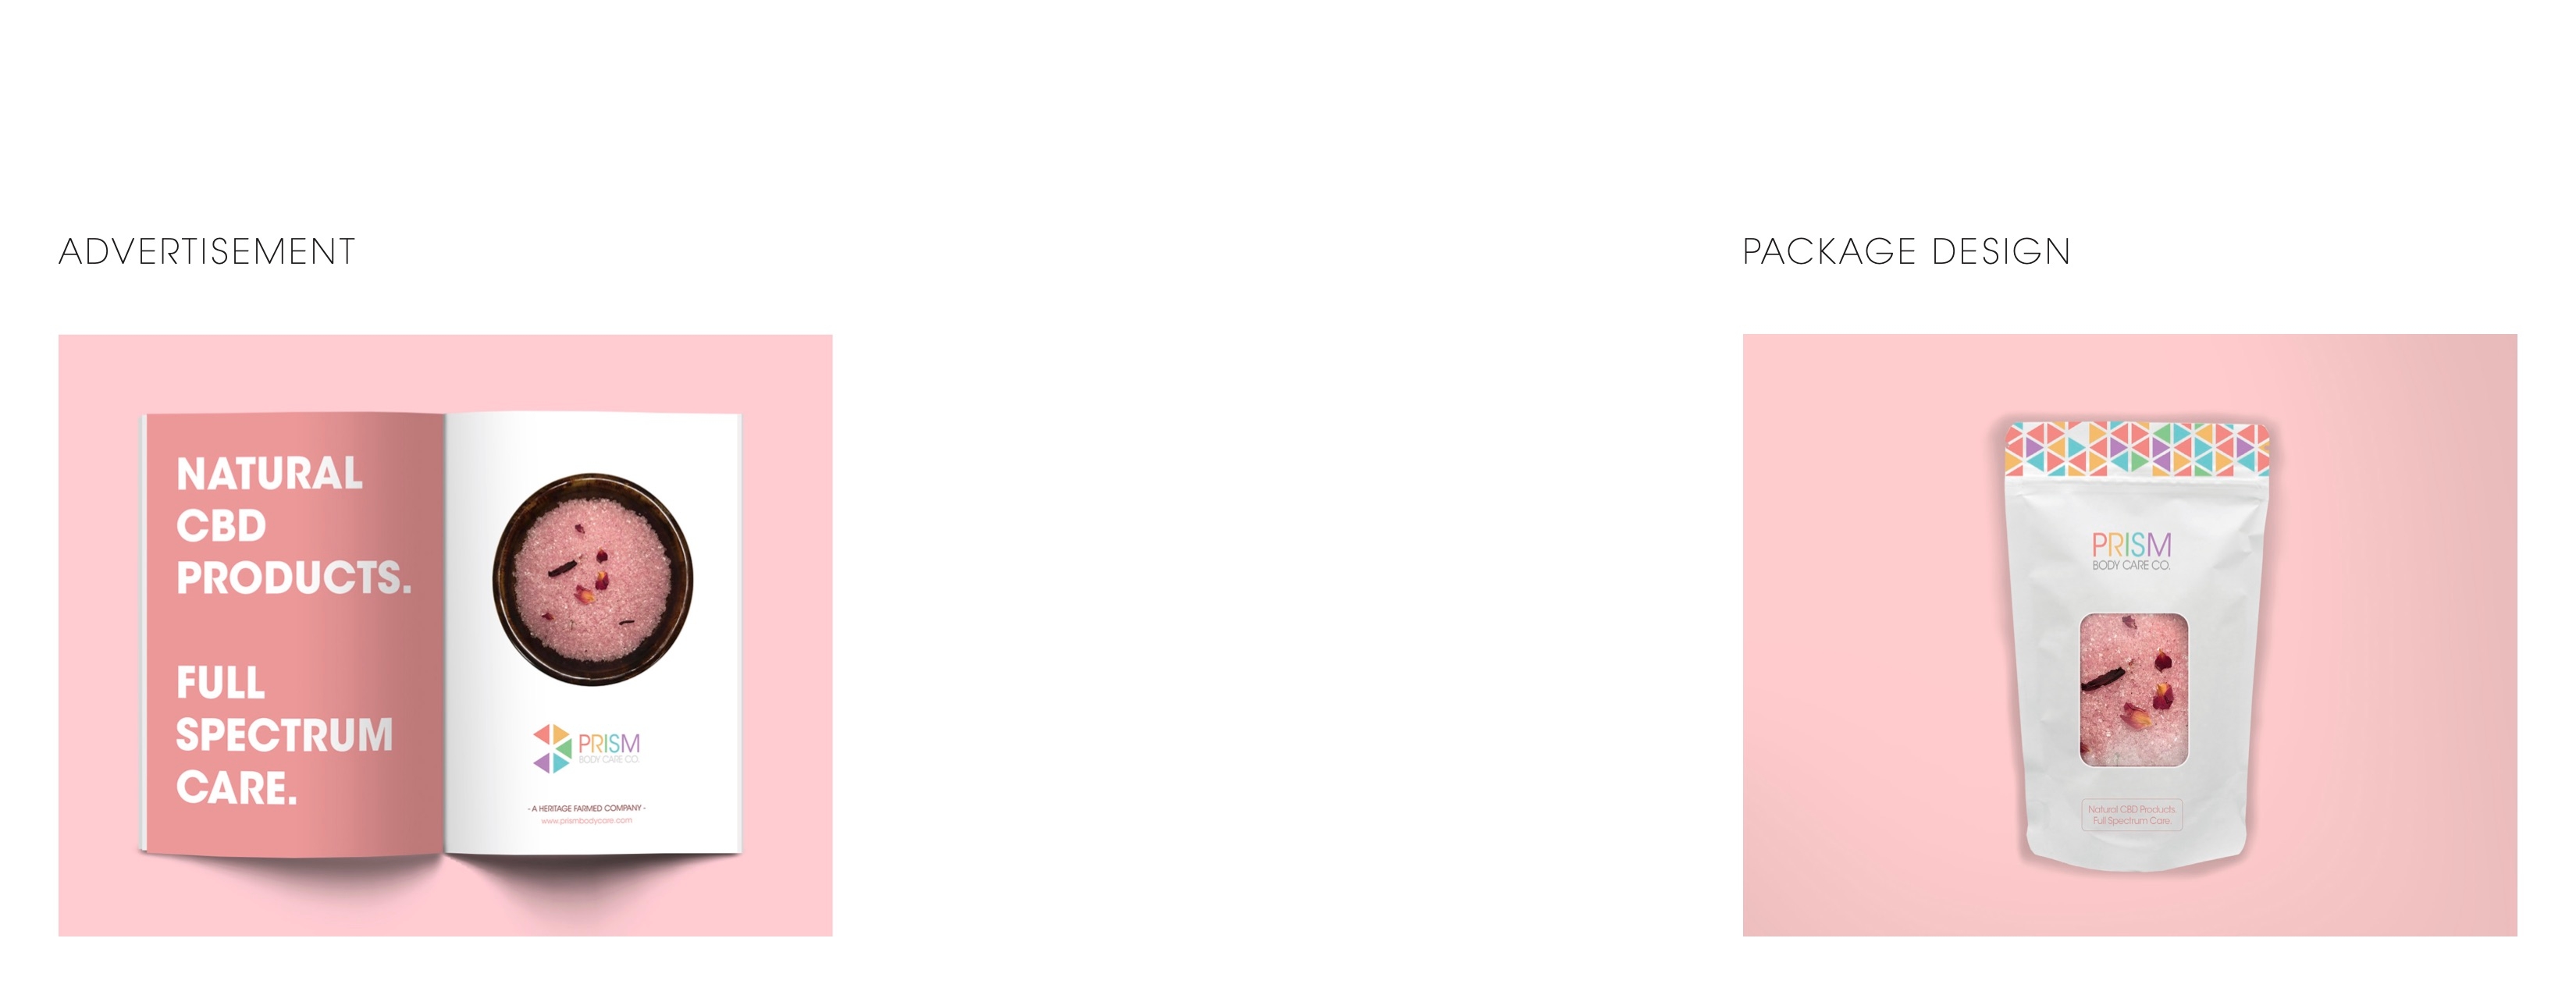 ADVERTISEMENT
NATURAL
CBD
PRODUCTS.
FULL
SPECTRUM
CARE.
PRISM
BODY CARE CO.
- A HERITAGE FARMED COMPANY -
www.prismbodycare.com
PACKAGE DESIGN
PRISM
BODY CARE CO.
Natural CBD Products.
Full Spectrum Care.